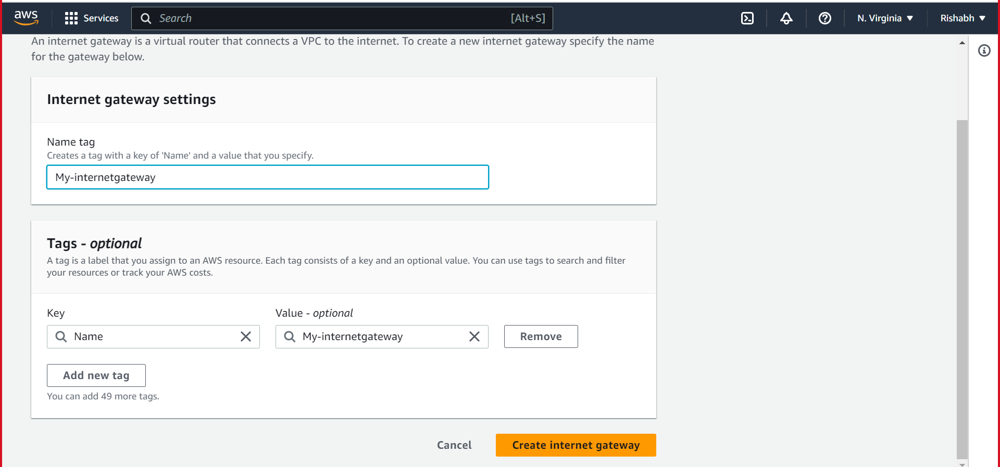 aws Services Search [Alt+S] N. Virginia Rishabh
An internet gateway is a virtual router that connects a VPC to the internet. To create a new internet gateway specify the name
for the gateway below.
Internet gateway settings
Name tag
Creates a tag with a key of 'Name' and a value that you specify.
My-internetgateway
Tags - optional
A tag is a label that you assign to an AWS resource. Each tag consists of a key and an optional value. You can use tags to search and filter
your resources or track your AWS costs.
Key Value - optional
Name My-internetgateway Remove
Add new tag
You can add 49 more tags.
Cancel Create internet gateway